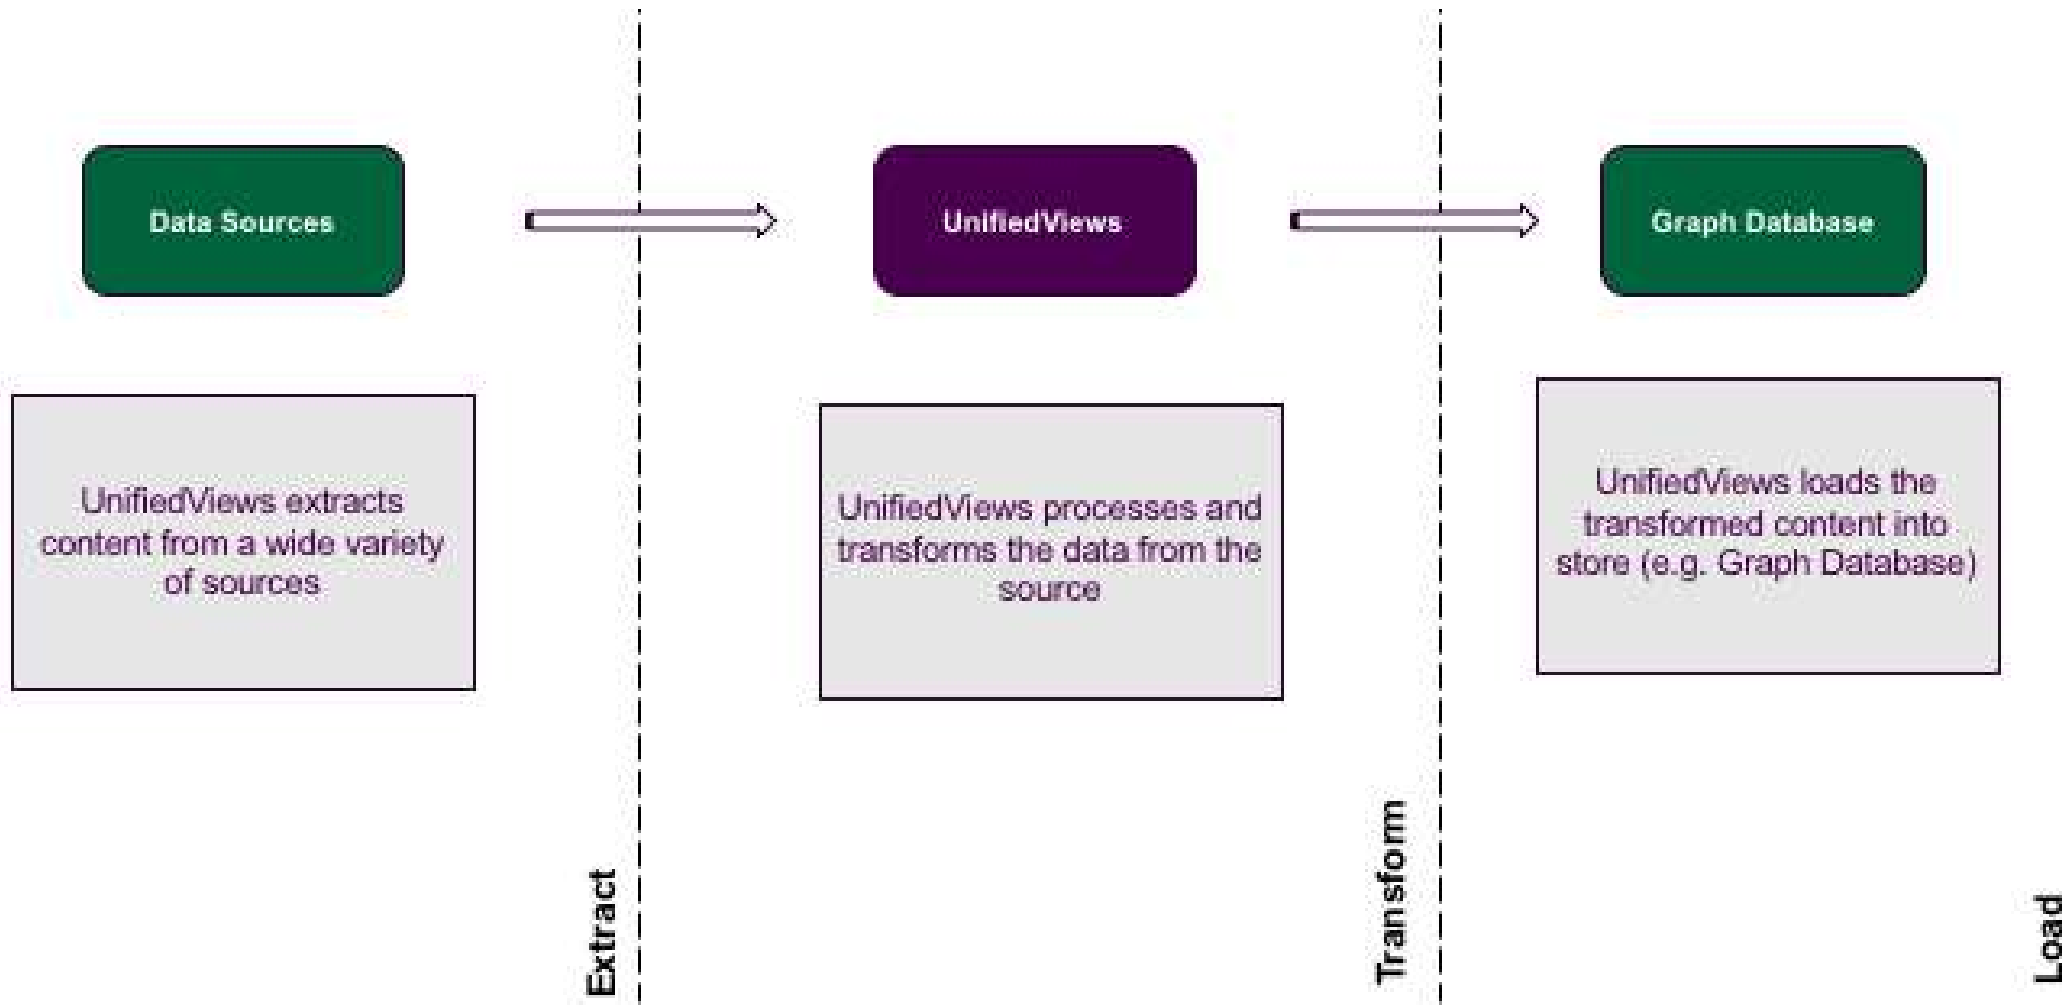 Data Sources
UnifiedViews
Graph Database
UnifiedViews extracts
content from a wide variety
of sources
UnifiedViews processes and
transforms the data from the
source
UnifiedViews loads the
transformed content into
store (e.g. Graph Database)
Extract
Transform
Load